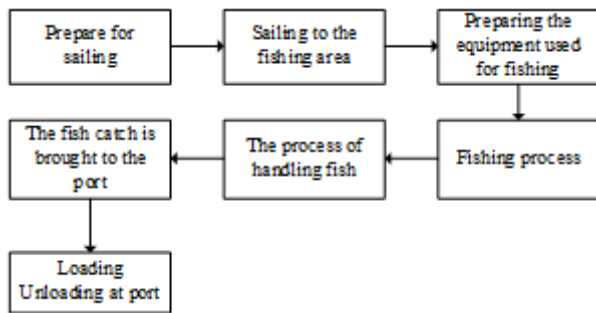 Prepare for
sailing
Sailing to the
fishing area
Preparing the
equipment used
for fishing
Fishing process
The process of
handling fish
The fish catch is
brought to the
port
Loading
Unloading at port